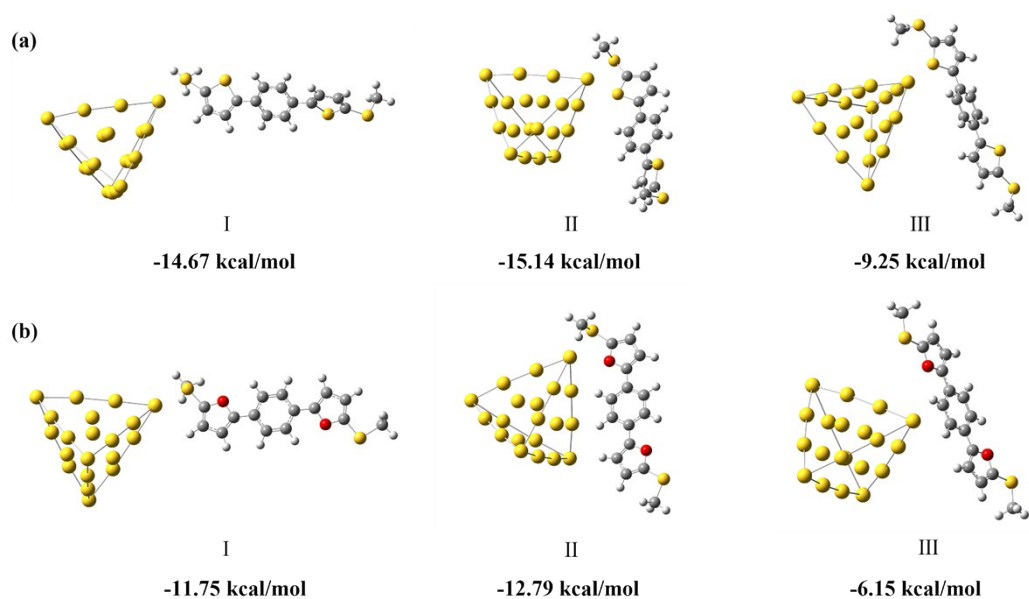 (a)
I II III
-14.67 kcal/mol -15.14 kcal/mol -9.25 kcal/mol
(b)
I II III
-11.75 kcal/mol -12.79 kcal/mol -6.15 kcal/mol